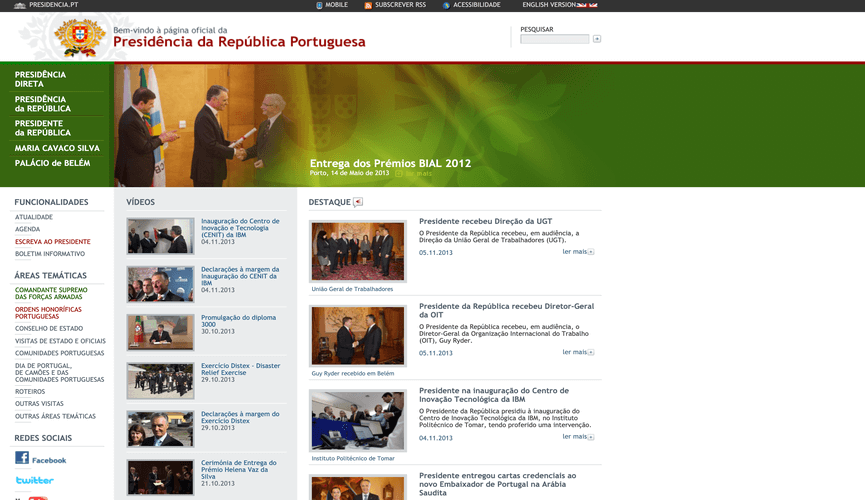 PRESIDENCIA.PT
MOBILE
SUBSCREVER RSS
ACESSIBILIDADE
ENGLISH VERSION
Bem-vindo à página oficial da
Presidência da República Portuguesa
PESQUISAR
PRESIDÊNCIA
DIRETA
PRESIDÊNCIA
da REPÚBLICA
PRESIDENTE
da REPÚBLICA
MARIA CAVACO SILVA
PALÁCIO de BELÉM
Entrega dos Prémios BIAL 2012
Porto, 14 de Maio de 2013
ler mais
FUNCIONALIDADES
ATUALIDADE
AGENDA
ESCREVA AO PRESIDENTE
BOLETIM INFORMATIVO
ÁREAS TEMÁTICAS
COMANDANTE SUPREMO
DAS FORÇAS ARMADAS
ORDENS HONORÍFICAS
PORTUGUESAS
CONSELHO DE ESTADO
VISITAS DE ESTADO E OFICIAIS
COMUNIDADES PORTUGUESAS
DIA DE PORTUGAL,
DE CAMÕES E DAS
COMUNIDADES PORTUGUESAS
ROTEIROS
OUTRAS VISITAS
OUTRAS ÁREAS TEMÁTICAS
REDES SOCIAIS
Facebook
twitter
VÍDEOS
Inauguração do Centro de
Inovação e Tecnologia
(CENIT) da IBM
04.11.2013
Declarações à margem da
Inauguração do CENIT da
IBM
04.11.2013
Promulgação do diploma
3000
30.10.2013
Exercício Distex - Disaster
Relief Exercise
29.10.2013
Declarações à margem do
Exercício Distex
29.10.2013
Cerimónia de Entrega do
Prémio Helena Vaz da
Silva
21.10.2013
DESTAQUE
Presidente recebeu Direção da UGT
O Presidente da República recebeu, em audiência, a
Direção da União Geral de Trabalhadores (UGT).
05.11.2013
ler mais
União Geral de Trabalhadores
Presidente da República recebeu Diretor-Geral
da OIT
O Presidente da República recebeu, em audiência, o
Diretor-Geral da Organização Internacional do Trabalho
(OIT), Guy Ryder.
05.11.2013
ler mais
Guy Ryder recebido em Belém
Presidente na inauguração do Centro de
Inovação Tecnológica da IBM
O Presidente da República presidiu à inauguração do
Centro de Inovação Tecnológica da IBM, no Instituto
Politécnico de Tomar, tendo proferido uma intervenção.
04.11.2013
ler mais
Instituto Politécnico de Tomar
Presidente entregou cartas credenciais ao
novo Embaixador de Portugal na Arábia
Saudita